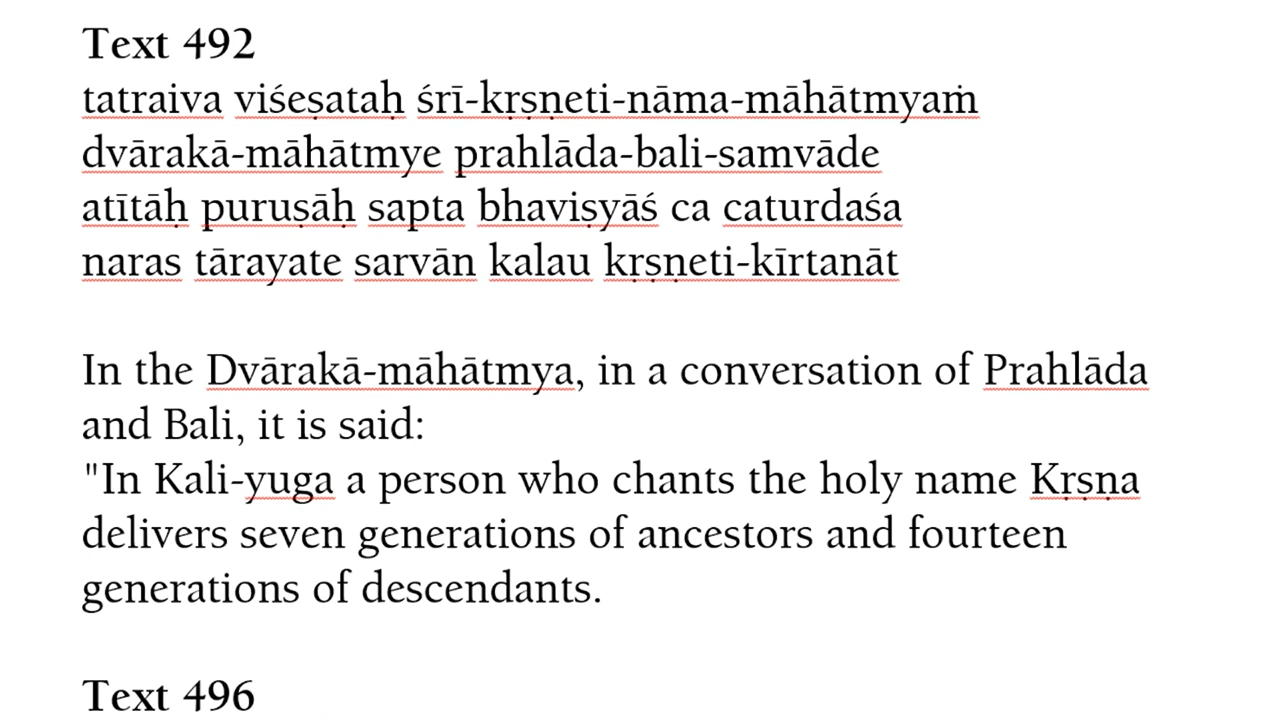 Text 492
tatraiva viśeṣataḥ śrī-kṛṣṇeti-nāma-māhātmyaṁ
dvārakā-māhātmye prahlāda-bali-samvāde
atītāḥ puruṣāḥ sapta bhaviṣyāś ca caturdaśa
naras tārayate sarvān kalau kṛṣṇeti-kīrtanāt
In the Dvārakā-māhātmya, in a conversation of Prahlāda
and Bali, it is said:
"In Kali-yuga a person who chants the holy name Kṛṣṇa
delivers seven generations of ancestors and fourteen
generations of descendants.
Text 496